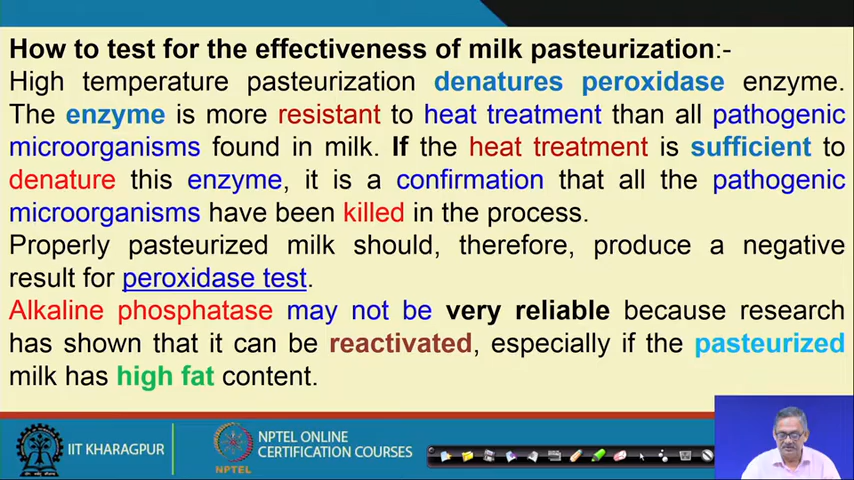 How to test for the effectiveness of milk pasteurization:-
High temperature pasteurization denatures peroxidase enzyme.
The enzyme is more resistant to heat treatment than all pathogenic
microorganisms found in milk. If the heat treatment is sufficient to
denature this enzyme, it is a confirmation that all the pathogenic
microorganisms have been killed in the process.
Properly pasteurized milk should, therefore, produce a negative
result for peroxidase test.
Alkaline phosphatase may not be very reliable because research
has shown that it can be reactivated, especially if the pasteurized
milk has high fat content.
IIT KHARAGPUR
NPTEL
NPTEL ONLINE
CERTIFICATION COURSES